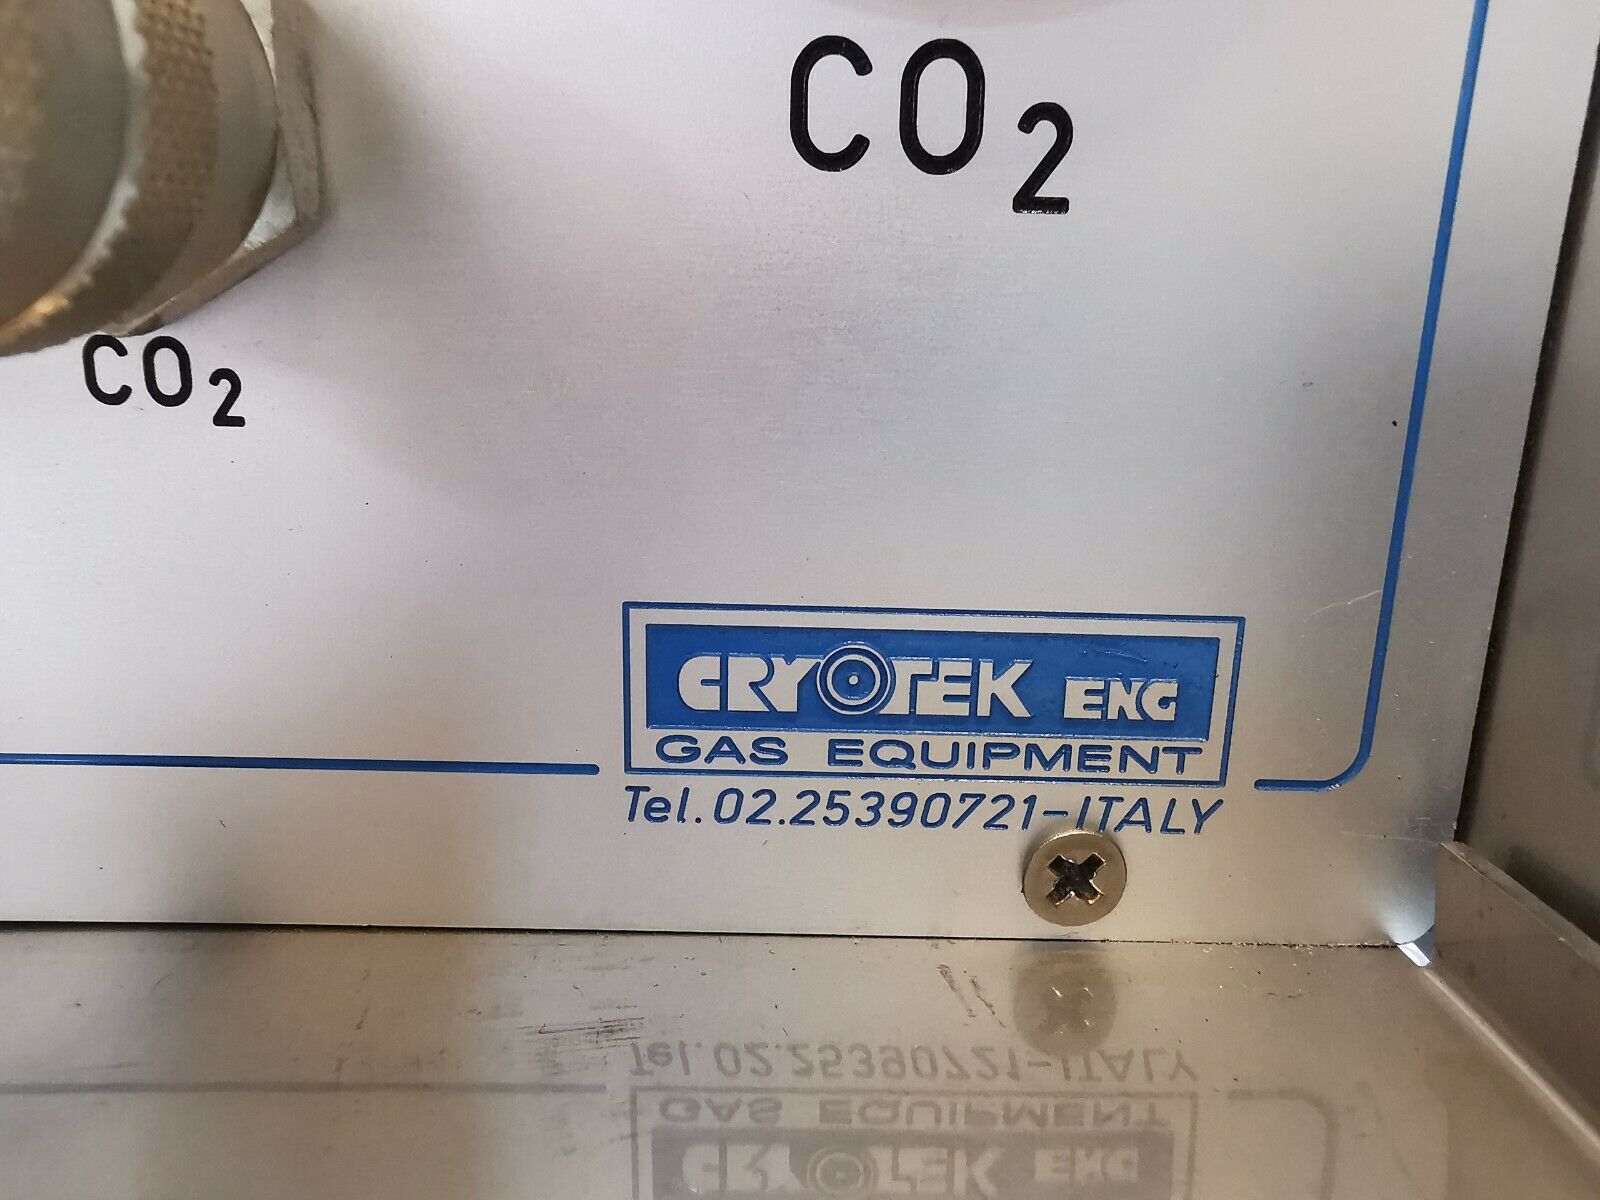 CO2
CO2
CRYOTEK ENG
GAS EQUIPMENT
Tel.02.25390721-ITALY